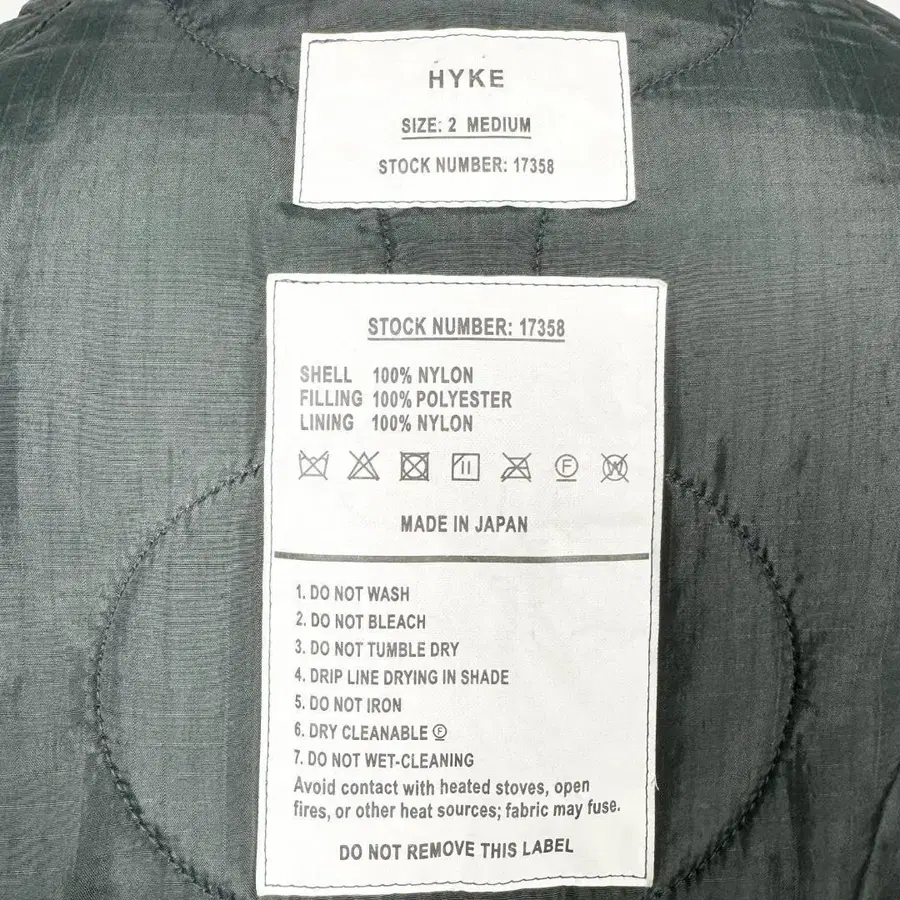 HYKE
SIZE: 2 MEDIUM
STOCK NUMBER: 17358
STOCK NUMBER: 17358
SHELL 100% NYLON
FILLING 100% POLYESTER
LINING 100% NYLON
F W
MADE IN JAPAN
1. DO NOT WASH
2. DO NOT BLEACH
3. DO NOT TUMBLE DRY
4. DRIP LINE DRYING IN SHADE
5. DO NOT IRON
6. DRY CLEANABLE Ⓕ
7. DO NOT WET-CLEANING
Avoid contact with heated stoves, open
fires, or other heat sources; fabric may fuse.
DO NOT REMOVE THIS LABEL